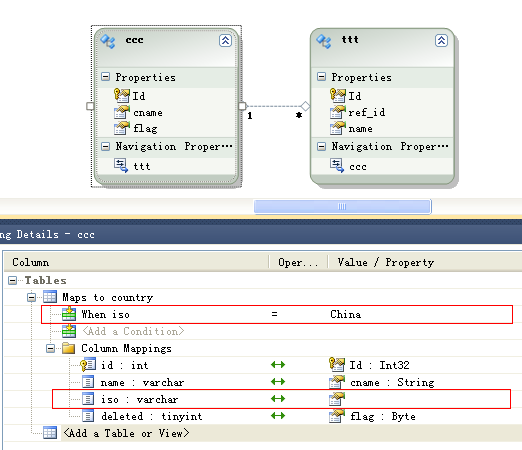 ccc
ttt
Properties
Id
cname
flag
Navigation Proper···
ttt
Properties
Id
ref_id
name
Navigation Proper···
ccc
1
*
ng Details - ccc
Column Oper... Value / Property
Tables
Maps to country
When iso = China
<Add a Condition>
Column Mappings
id : int Id : Int32
name : varchar cname : String
iso : varchar
deleted : tinyint flag : Byte
<Add a Table or View>